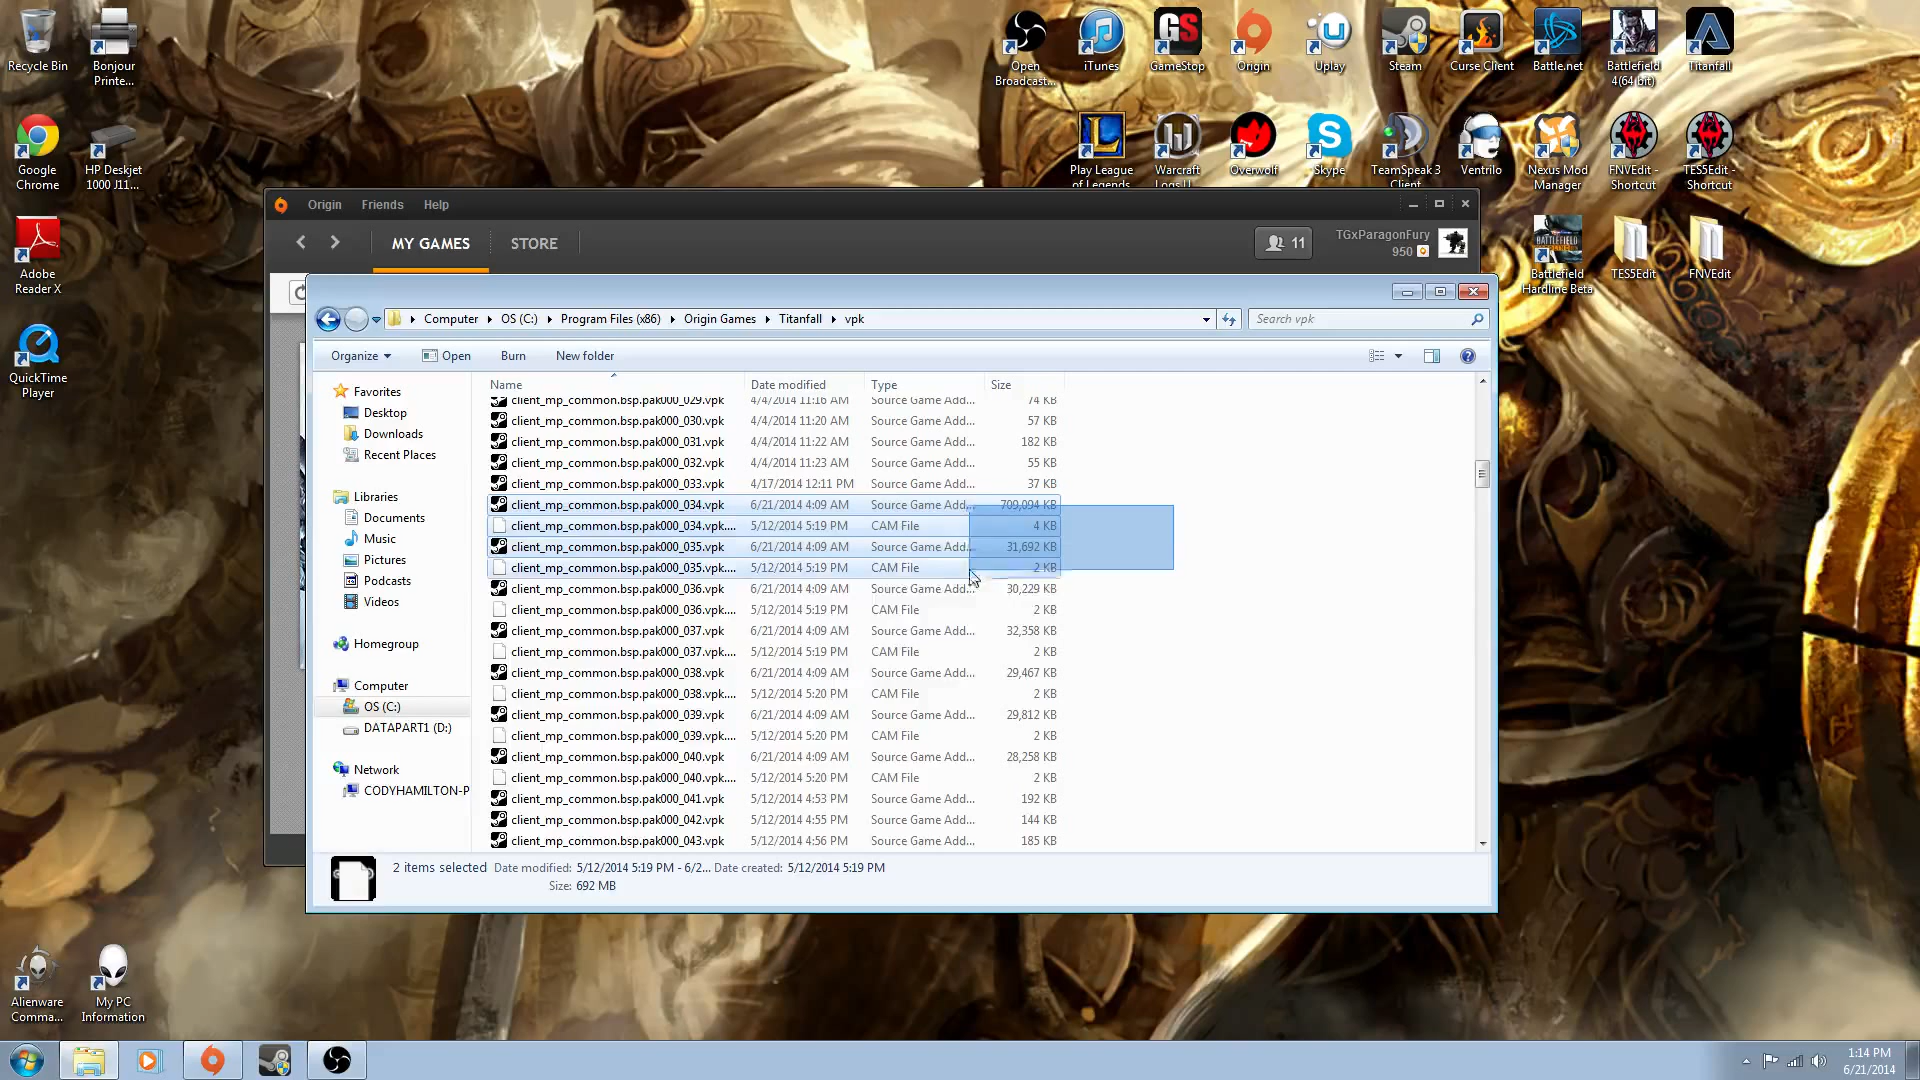 Recycle Bin
Bonjour
Printe...
Open
Broadcast...
iTunes
GameStop
Origin
Uplay
Steam
Curse Client
Battle.net
Battlefield
4(64 bit)
Titanfall
Google
Chrome
HP Deskjet
1000 J11...
Play League
of Legends
Warcraft
Logs U
Overwolf
Skype
TeamSpeak 3
Client
Ventrilo
Nexus Mod
Manager
FNVEdit -
Shortcut
TES5Edit -
Shortcut
Adobe
Reader X
Battlefield
Hardline Beta
TES5Edit
FNVEdit
QuickTime
Player
Origin Friends Help
MY GAMES STORE
11
TGxParagonFury
950
Computer OS (C:) Program Files (x86) Origin Games Titanfall vpk
Search vpk
Organize Open Burn New folder
Favorites
Desktop
Downloads
Recent Places
Libraries
Documents
Music
Pictures
Podcasts
Videos
Homegroup
Computer
OS (C:)
DATAPART1 (D:)
Network
CODYHAMILTON-P
Name Date modified Type Size
client_mp_common.bsp.pak000_029.vpk 4/4/2014 11:16 AM Source Game Add... 74 KB
client_mp_common.bsp.pak000_030.vpk 4/4/2014 11:20 AM Source Game Add... 57 KB
client_mp_common.bsp.pak000_031.vpk 4/4/2014 11:22 AM Source Game Add... 182 KB
client_mp_common.bsp.pak000_032.vpk 4/4/2014 11:23 AM Source Game Add... 55 KB
client_mp_common.bsp.pak000_033.vpk 4/17/2014 12:11 PM Source Game Add... 37 KB
client_mp_common.bsp.pak000_034.vpk 6/21/2014 4:09 AM Source Game Add... 709,094 KB
client_mp_common.bsp.pak000_034.vpk.... 5/12/2014 5:19 PM CAM File 4 KB
client_mp_common.bsp.pak000_035.vpk 6/21/2014 4:09 AM Source Game Add... 31,692 KB
client_mp_common.bsp.pak000_035.vpk.... 5/12/2014 5:19 PM CAM File 2 KB
client_mp_common.bsp.pak000_036.vpk 6/21/2014 4:09 AM Source Game Add... 30,229 KB
client_mp_common.bsp.pak000_036.vpk.... 5/12/2014 5:19 PM CAM File 2 KB
client_mp_common.bsp.pak000_037.vpk 6/21/2014 4:09 AM Source Game Add... 32,358 KB
client_mp_common.bsp.pak000_037.vpk.... 5/12/2014 5:19 PM CAM File 2 KB
client_mp_common.bsp.pak000_038.vpk 6/21/2014 4:09 AM Source Game Add... 29,467 KB
client_mp_common.bsp.pak000_038.vpk.... 5/12/2014 5:20 PM CAM File 2 KB
client_mp_common.bsp.pak000_039.vpk 6/21/2014 4:09 AM Source Game Add... 29,812 KB
client_mp_common.bsp.pak000_039.vpk.... 5/12/2014 5:20 PM CAM File 2 KB
client_mp_common.bsp.pak000_040.vpk 6/21/2014 4:09 AM Source Game Add... 28,258 KB
client_mp_common.bsp.pak000_040.vpk.... 5/12/2014 5:20 PM CAM File 2 KB
client_mp_common.bsp.pak000_041.vpk 5/12/2014 4:53 PM Source Game Add... 192 KB
client_mp_common.bsp.pak000_042.vpk 5/12/2014 4:55 PM Source Game Add... 144 KB
client_mp_common.bsp.pak000_043.vpk 5/12/2014 4:56 PM Source Game Add... 185 KB
2 items selected Date modified: 5/12/2014 5:19 PM - 6/2... Date created: 5/12/2014 5:19 PM
Size: 692 MB
Alienware
Comma...
My PC
Information
1:14 PM
6/21/2014